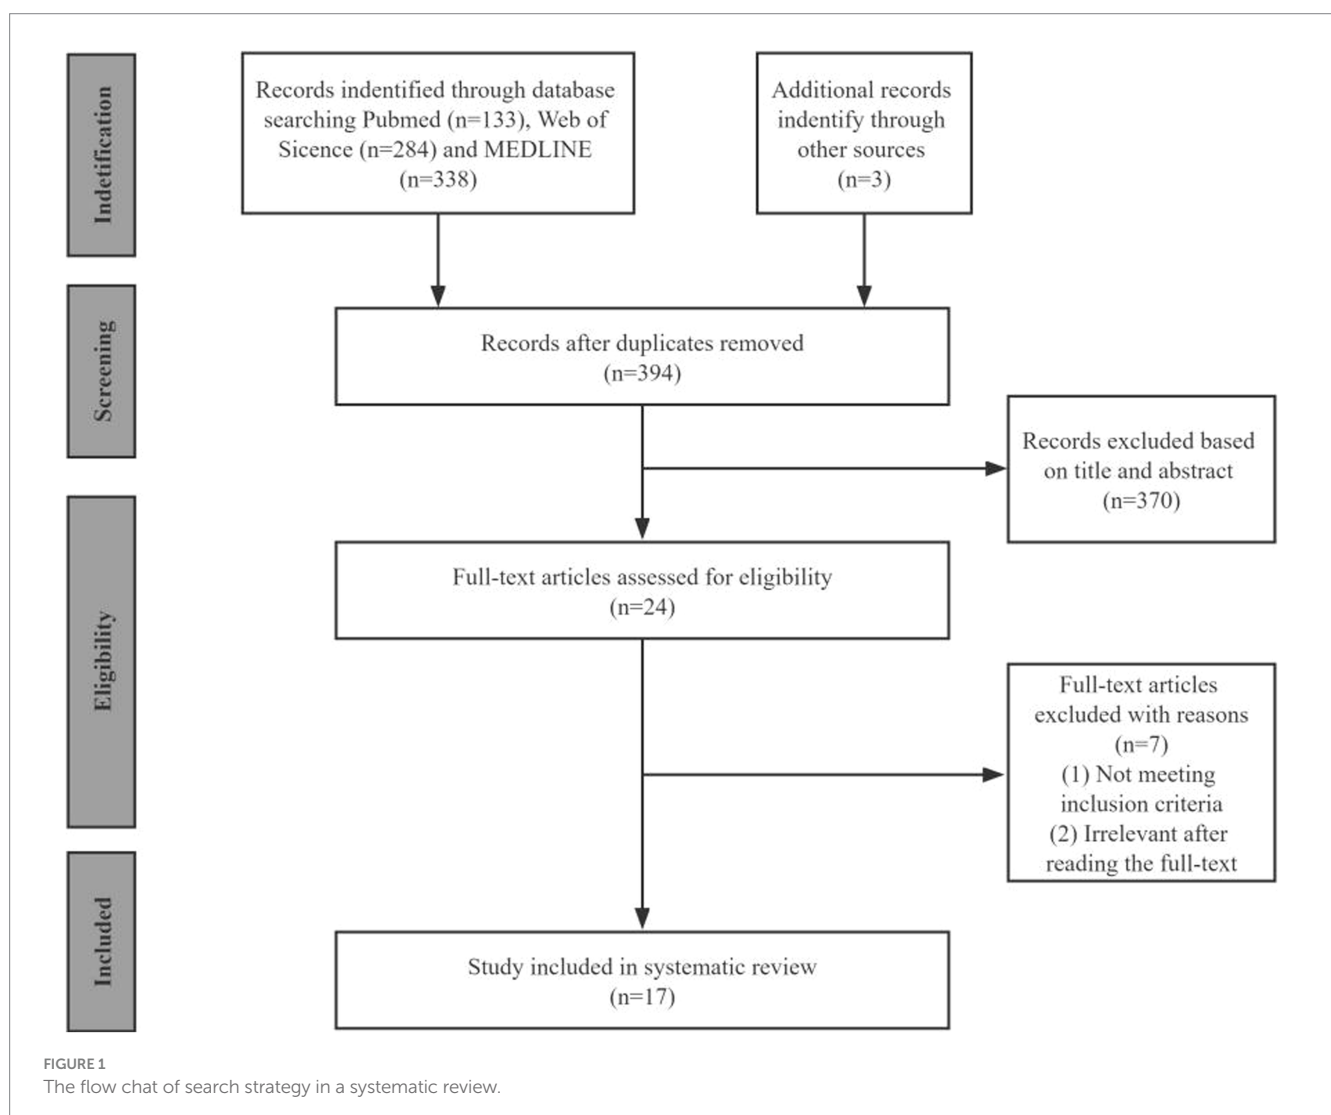 Indetification
Records indentified through database
searching Pubmed (n=133), Web of
Sicence (n=284) and MEDLINE
(n=338)
Additional records
indentify through
other sources
(n=3)
Screening
Records after duplicates removed
(n=394)
Records excluded based
on title and abstract
(n=370)
Eligibility
Full-text articles assessed for eligibility
(n=24)
Full-text articles
excluded with reasons
(n=7)
(1) Not meeting
inclusion criteria
(2) Irrelevant after
reading the full-text
Included
Study included in systematic review
(n=17)
FIGURE 1
The flow chat of search strategy in a systematic review.